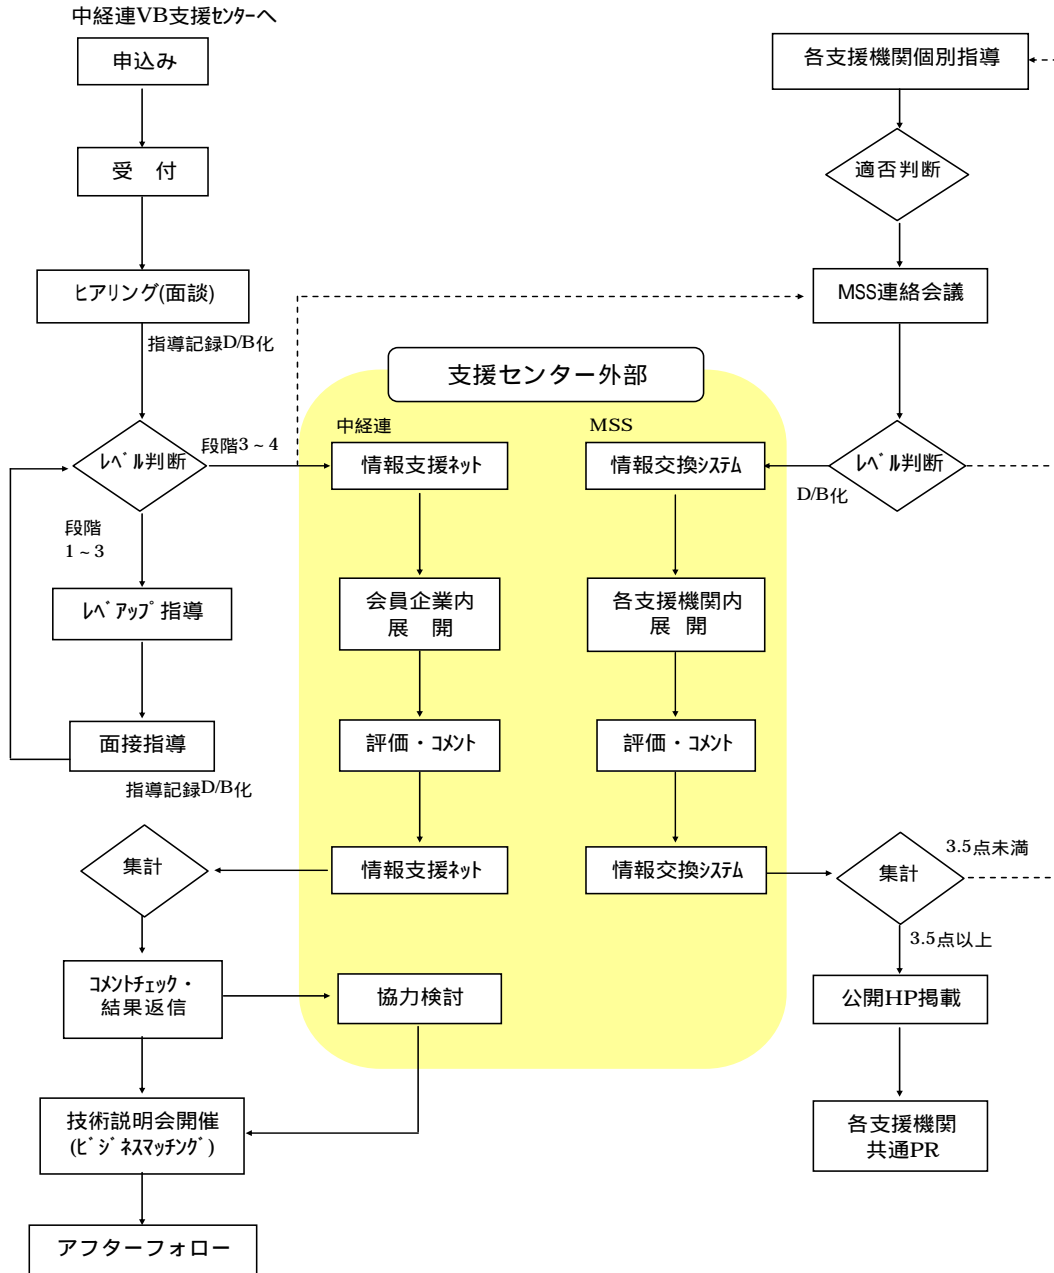 中経連VB支援ｾﾝﾀｰへ
申込み
受　付
ﾋｱﾘﾝｸﾞ(面談)
指導記録D/B化
ﾚﾍﾞﾙ判断
段階3～4
段階
1～3
ﾚﾍﾞｱｯﾌﾟ指導
面接指導
指導記録D/B化
集計
ｺﾒﾝﾄﾁｪｯｸ・
結果返信
技術説明会開催
(ﾋﾞｼﾞﾈｽﾏｯﾁﾝｸﾞ)
アフターフォロー
支援センター外部
中経連
情報支援ﾈｯﾄ
会員企業内
展　開
評価・ｺﾒﾝﾄ
情報支援ﾈｯﾄ
協力検討
MSS
情報交換ｼｽﾃﾑ
各支援機関内
展　開
評価・ｺﾒﾝﾄ
情報交換ｼｽﾃﾑ
各支援機関個別指導
適否判断
MSS連絡会議
ﾚﾍﾞﾙ判断
D/B化
集計
3.5点未満
3.5点以上
公開HP掲載
各支援機関
共通PR